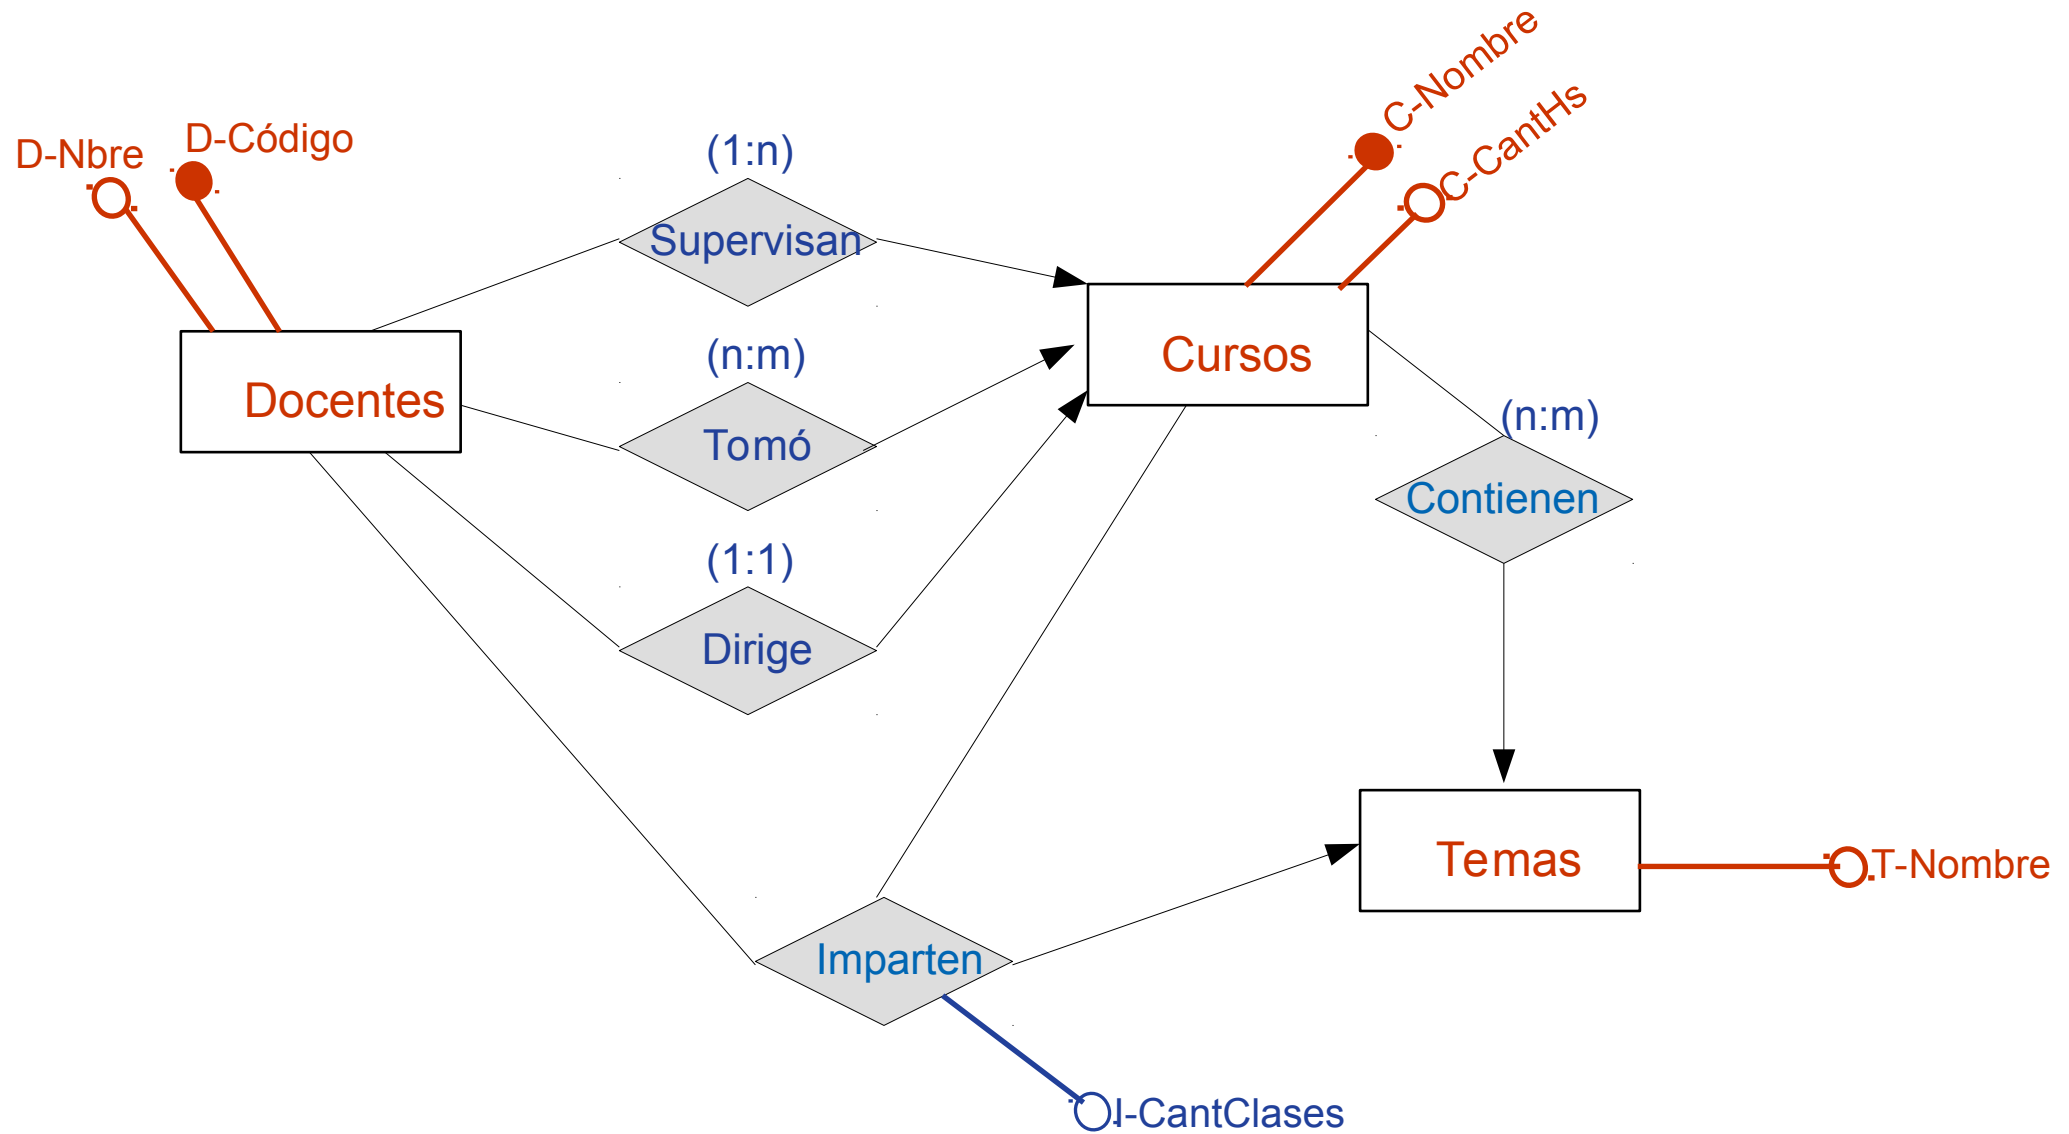 C-Nombre
C-CantHs
D-Nbre
D-Código
(1:n)
Supervisan
(n:m)
Cursos
Docentes
Tomó
(n:m)
Contienen
(1:1)
Dirige
Temas
T-Nombre
Imparten
I-CantClases